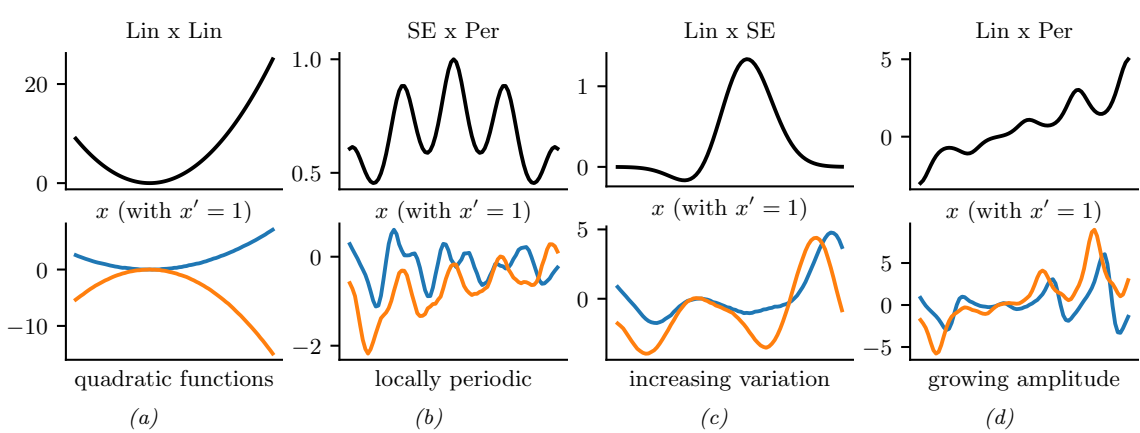 Lin x Lin
SE x Per
Lin x SE
Lin x Per
20
0
1.0
0.5
1
0
5
0
x (with x′ = 1)
x (with x′ = 1)
x (with x′ = 1)
x (with x′ = 1)
0
−10
0
−2
5
0
5
0
−5
quadratic functions
locally periodic
increasing variation
growing amplitude
(a)
(b)
(c)
(d)